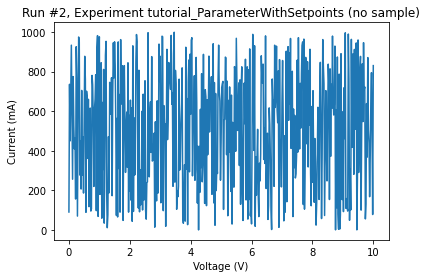 Run #2, Experiment tutorial_ParameterWithSetpoints (no sample)
1000
800
600
400
200
0
Current (mA)
0 2 4 6 8 10
Voltage (V)